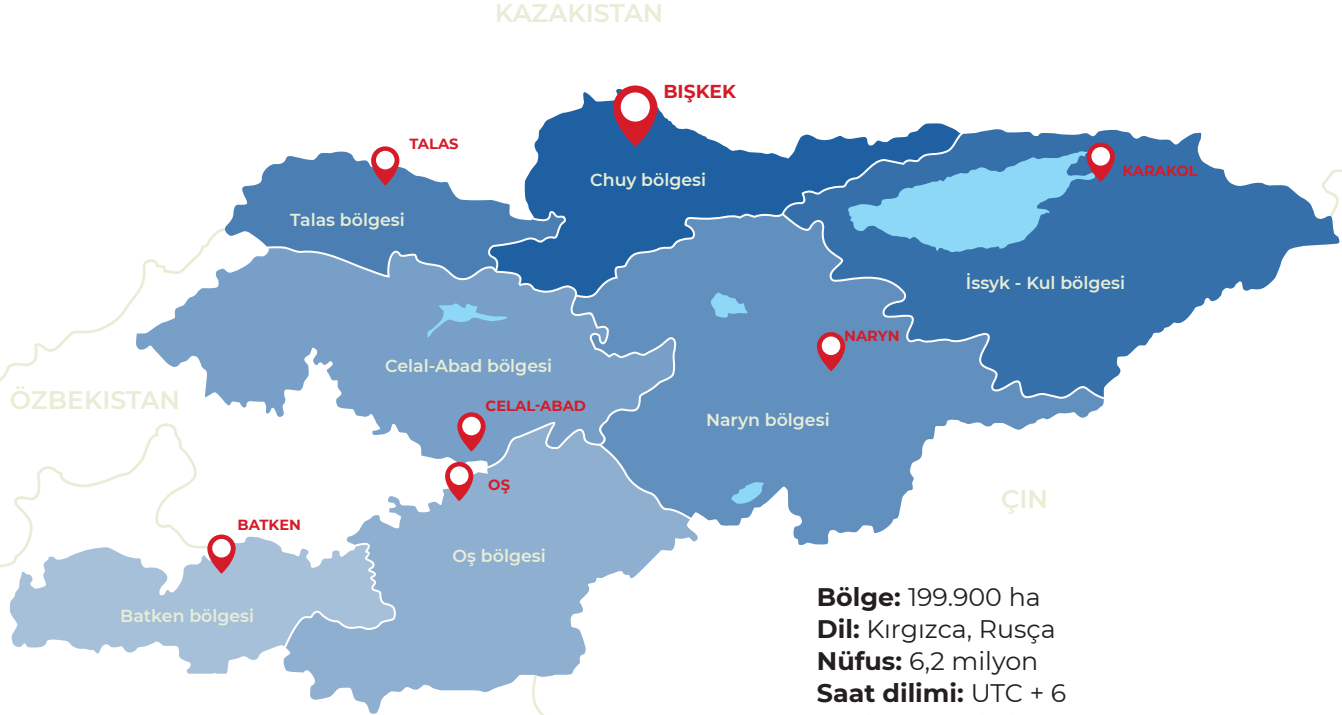 KAZAKISTAN
BIŞKEK
TALAS
Chuy bölgesi
KARAKOL
Talas bölgesi
İssyk - Kul bölgesi
NARYN
Celal-Abad bölgesi
ÖZBEKISTAN
CELAL-ABAD
Naryn bölgesi
OŞ
ÇIN
BATKEN
Oş bölgesi
Batken bölgesi
Bölge: 199.900 ha
Dil: Kırgızca, Rusça
Nüfus: 6,2 milyon
Saat dilimi: UTC + 6